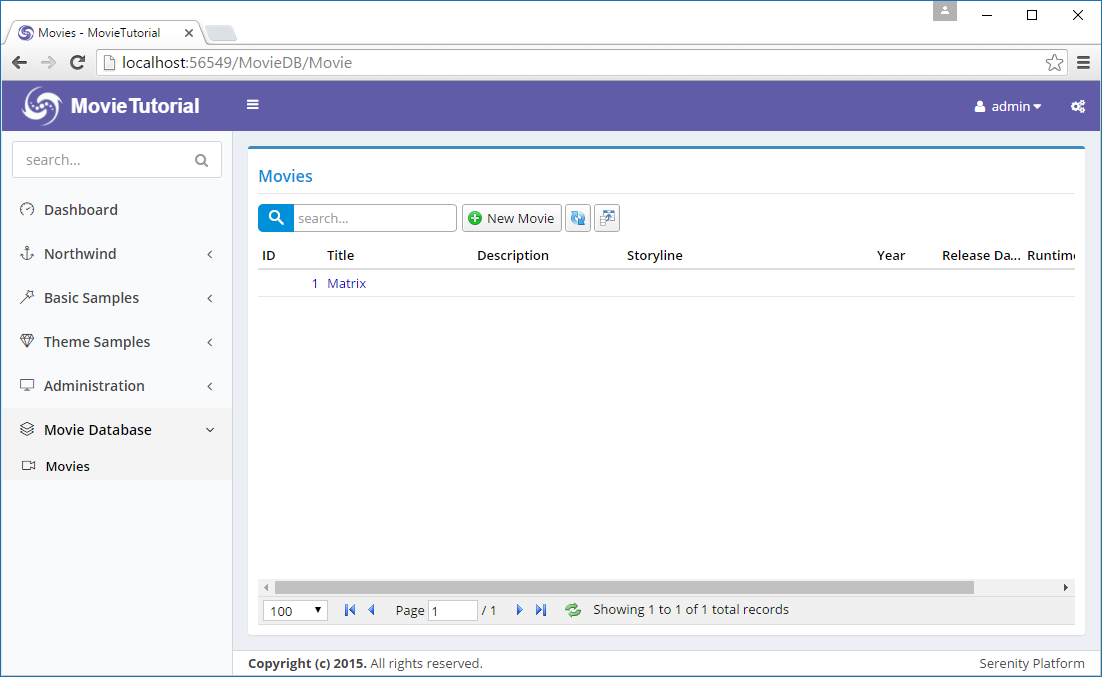 Movies - MovieTutorial
localhost:56549/MovieDB/Movie
MovieTutorial
admin
search...
Dashboard
Northwind
Basic Samples
Theme Samples
Administration
Movie Database
Movies
Movies
search...
New Movie
ID Title Description Storyline Year Release Da... Runtime
1 Matrix
100 Page 1 / 1 Showing 1 to 1 of 1 total records
Copyright (c) 2015. All rights reserved. Serenity Platform